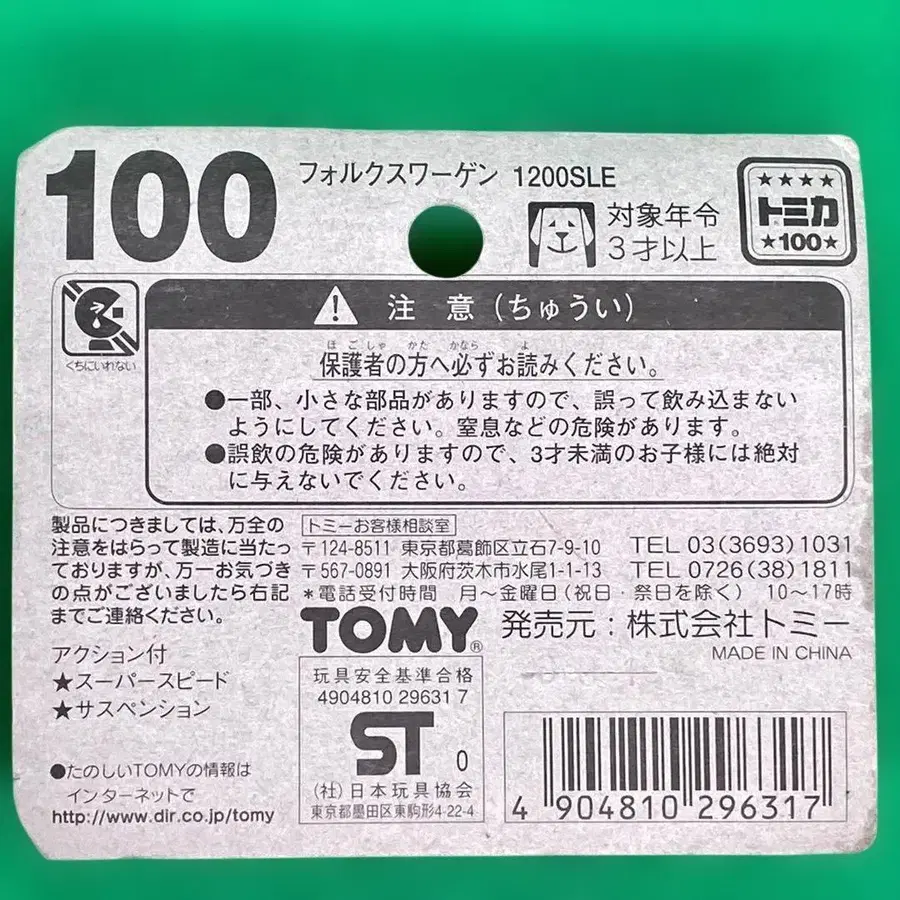 100
フォルクスワーゲン 1200SLE
対象年令
3才以上
★★★★
トミカ
★100★
くちにいれない
! 注 意(ちゅうい)
ほごしゃ かた かなら よ
保護者の方へ必ずお読みください。
●一部、小さな部品がありますので、誤って飲み込まない
ようにしてください。窒息などの危険があります。
●誤飲の危険がありますので、3才未満のお子様には絶対
に与えないでください。
製品につきましては、万全の
注意をはらって製造に当たっ
ておりますが、万一お気づき
の点がございましたら右記
までご連絡ください。
トミーお客様相談室
〒124-8511 東京都葛飾区立石7-9-10 TEL 03(3693)1031
〒567-0891 大阪府茨木市水尾1-1-13 TEL 0726(38)1811
*電話受付時間 月～金曜日(祝日・祭日を除く) 10～17時
アクション付
★スーパースピード
★サスペンション
●たのしいTOMYの情報は
インターネットで
http://www.dir.co.jp/tomy
TOMY®
発売元:株式会社トミー
MADE IN CHINA
玩具安全基準合格
4904810 29631 7
ST 0
(社)日本玩具協会
東京都墨田区東駒形4-22-4
4 904810 296317